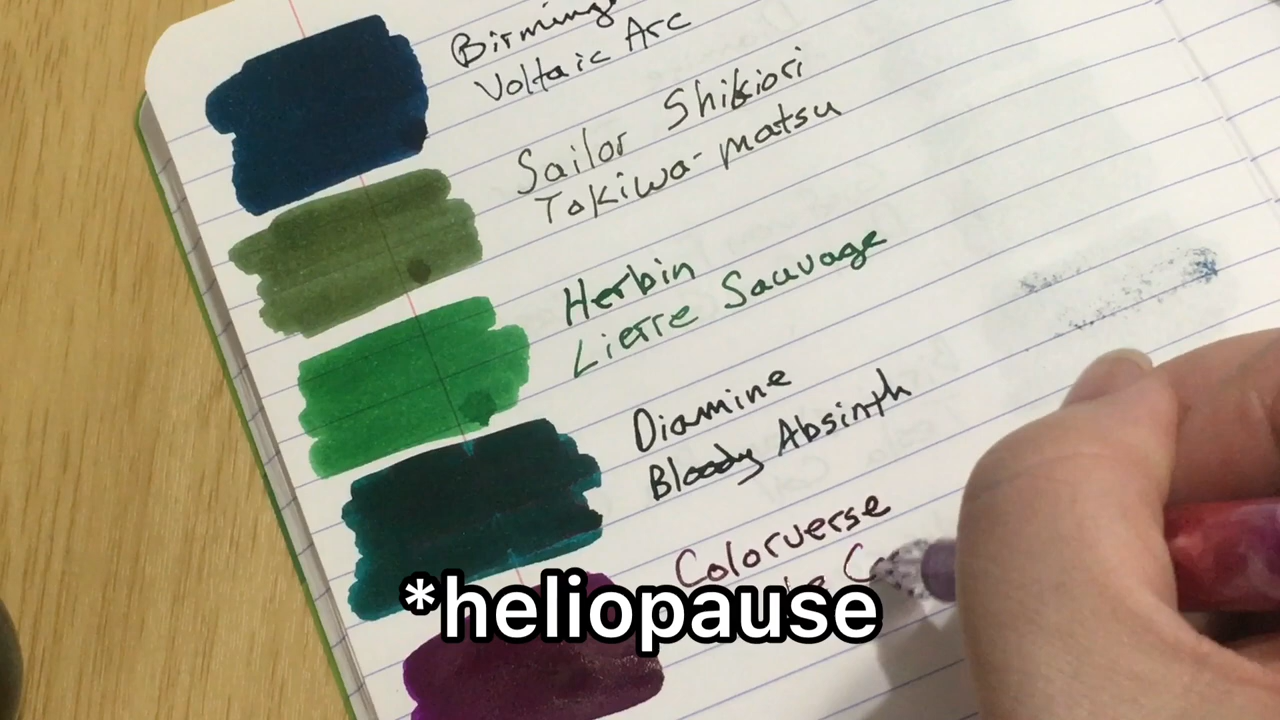 Voltaic Arc
Sailor Shikiori
Tokiwa-matsu
Herbin
Lierre Sauvage
Diamine
Bloody Absinth
Colorverse
*heliopause